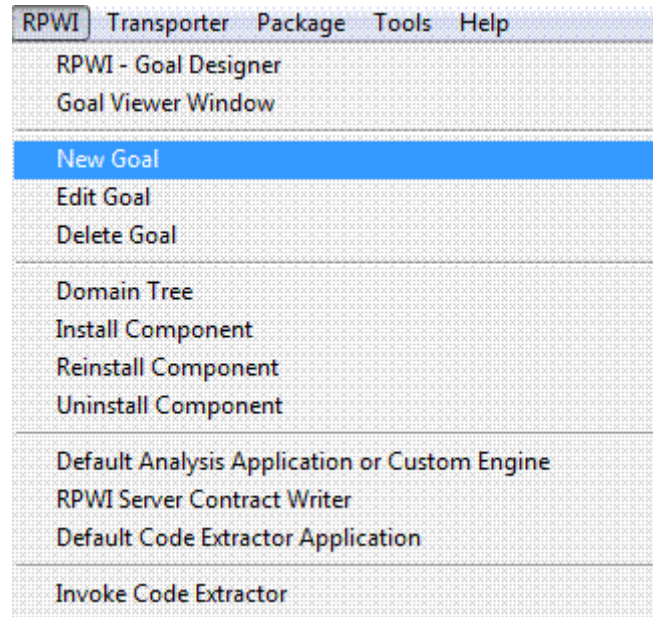 RPWI Transporter Package Tools Help
RPWI - Goal Designer
Goal Viewer Window
New Goal
Edit Goal
Delete Goal
Domain Tree
Install Component
Reinstall Component
Uninstall Component
Default Analysis Application or Custom Engine
RPWI Server Contract Writer
Default Code Extractor Application
Invoke Code Extractor